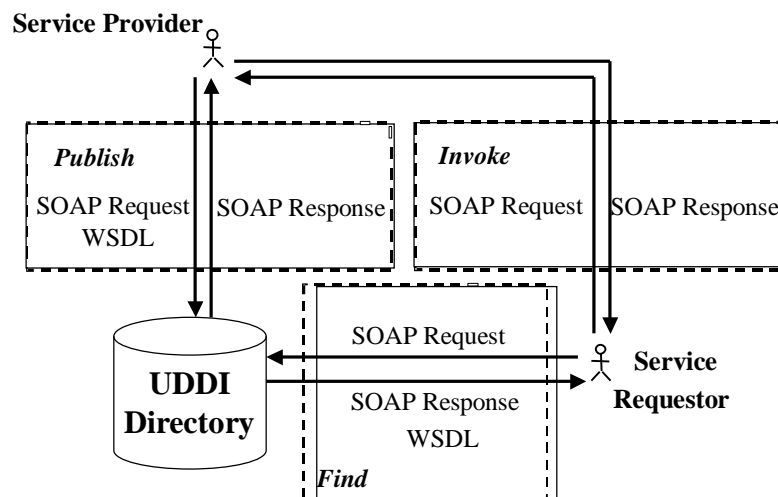 Service Provider
Publish
SOAP Request
WSDL
SOAP Response
Invoke
SOAP Request
SOAP Response
UDDI
Directory
SOAP Request
SOAP Response
WSDL
Find
Service
Requestor